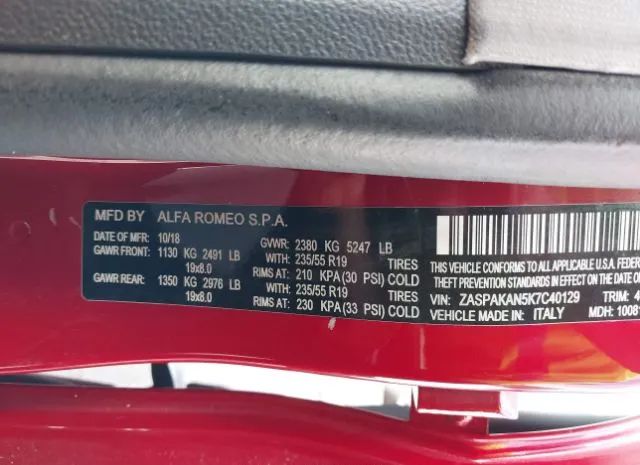 MFD BY ALFA ROMEO S.P.A.
DATE OF MFR: 10/18 GVWR: 2380 KG 5247 LB
GAWR FRONT: 1130 KG 2491 LB WITH: 235/55 R19 TIRES
19x8.0 RIMS AT: 210 KPA (30 PSI) COLD
GAWR REAR: 1350 KG 2976 LB WITH: 235/55 R19 TIRES
19x8.0 RIMS AT: 230 KPA (33 PSI) COLD
THIS VEHICLE CONFORMS TO ALL APPLICABLE U.S.A. FEDER
THEFT PREVENTION STANDARDS IN EFFECT ON THE DATE OF
VIN: ZASPAKAN5K7C40129 TRIM: 4
VEHICLE MADE IN: ITALY MDH: 10081